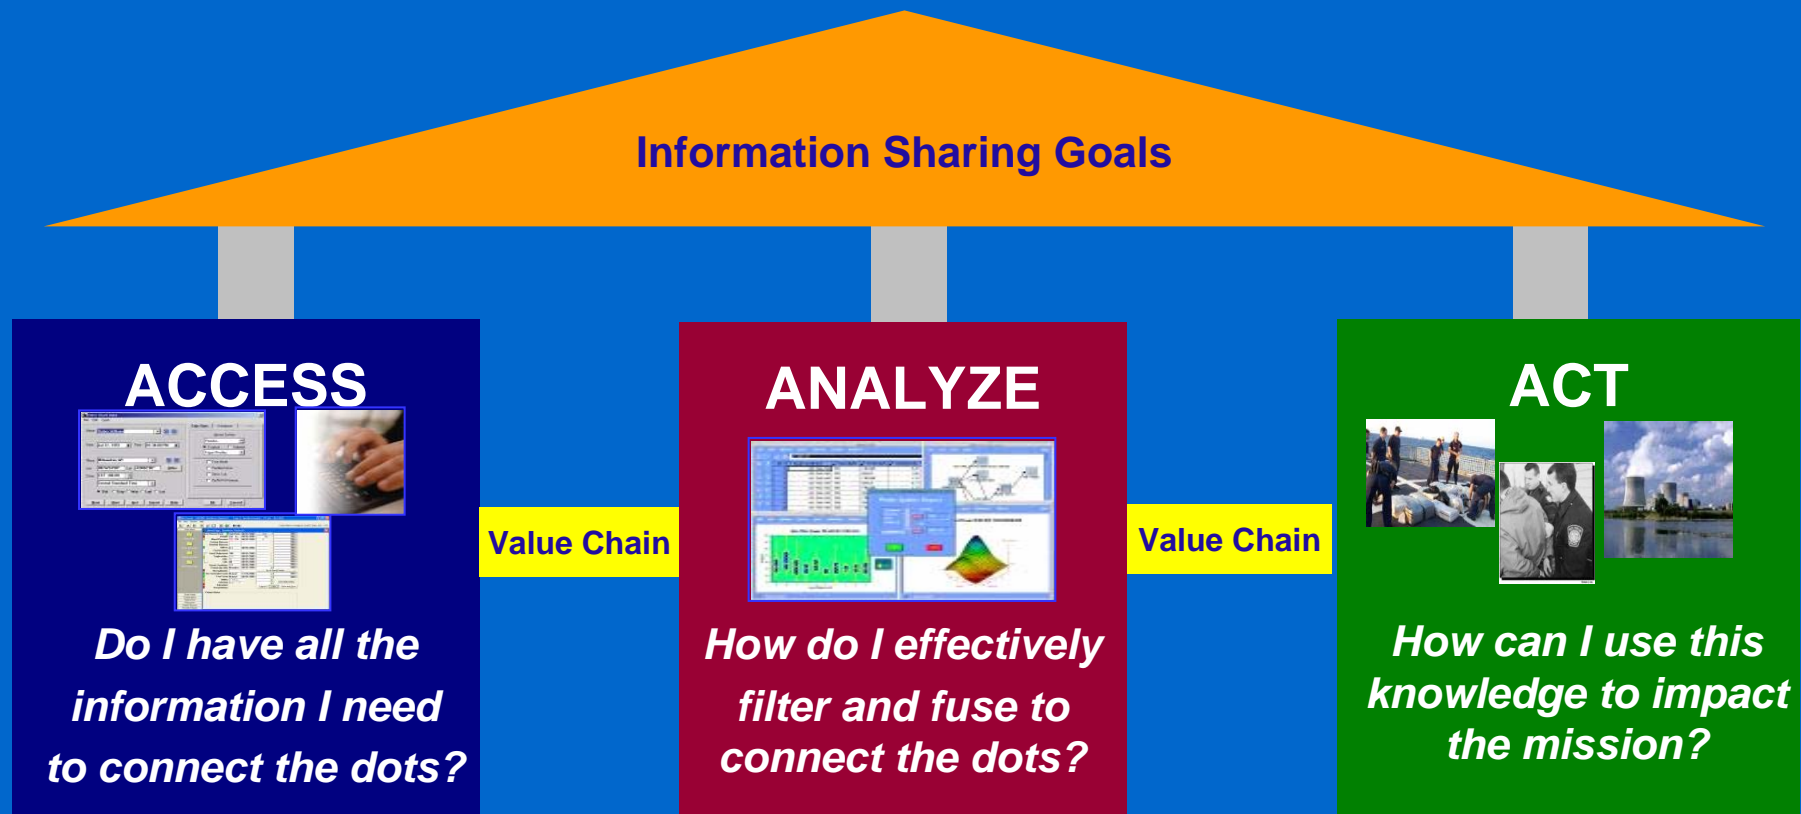 Information Sharing Goals
ACCESS
Do I have all the
information I need
to connect the dots?
Value Chain
ANALYZE
How do I effectively
filter and fuse to
connect the dots?
Value Chain
ACT
How can I use this
knowledge to impact
the mission?